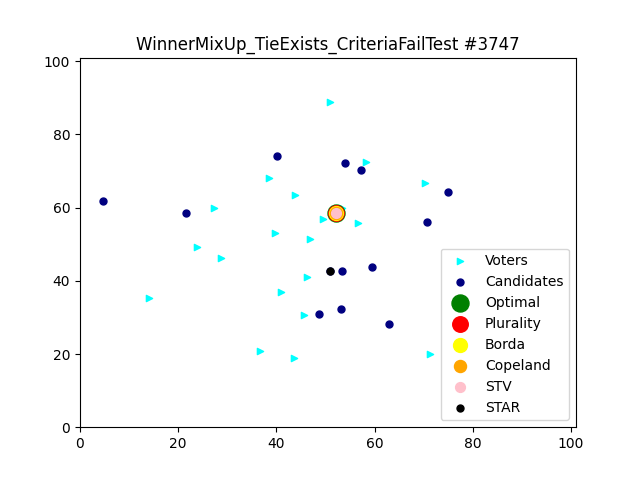 WinnerMixUp_TieExists_CriteriaFailTest #3747
100
80
60
40
20
0
0 20 40 60 80 100
Voters
Candidates
Optimal
Plurality
Borda
Copeland
STV
STAR